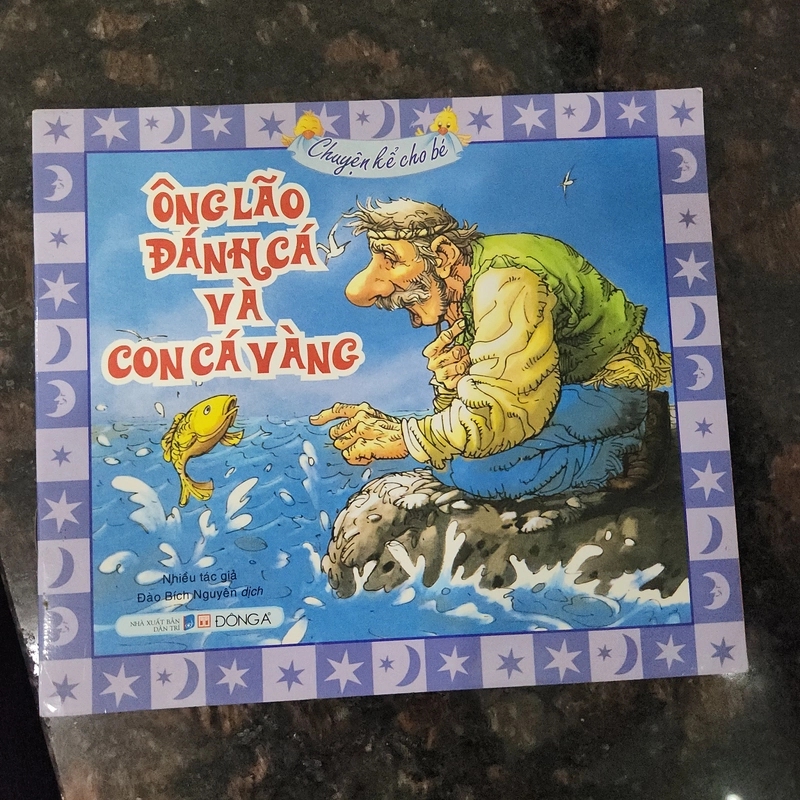 Chuyện kể cho bé
ÔNG LÃO
ĐÁNH CÁ
VÀ
CON CÁ VÀNG
Nhiều tác giả
Đào Bích Nguyên dịch
NHÀ XUẤT BẢN
DÂN TRÍ
ĐÔNG A